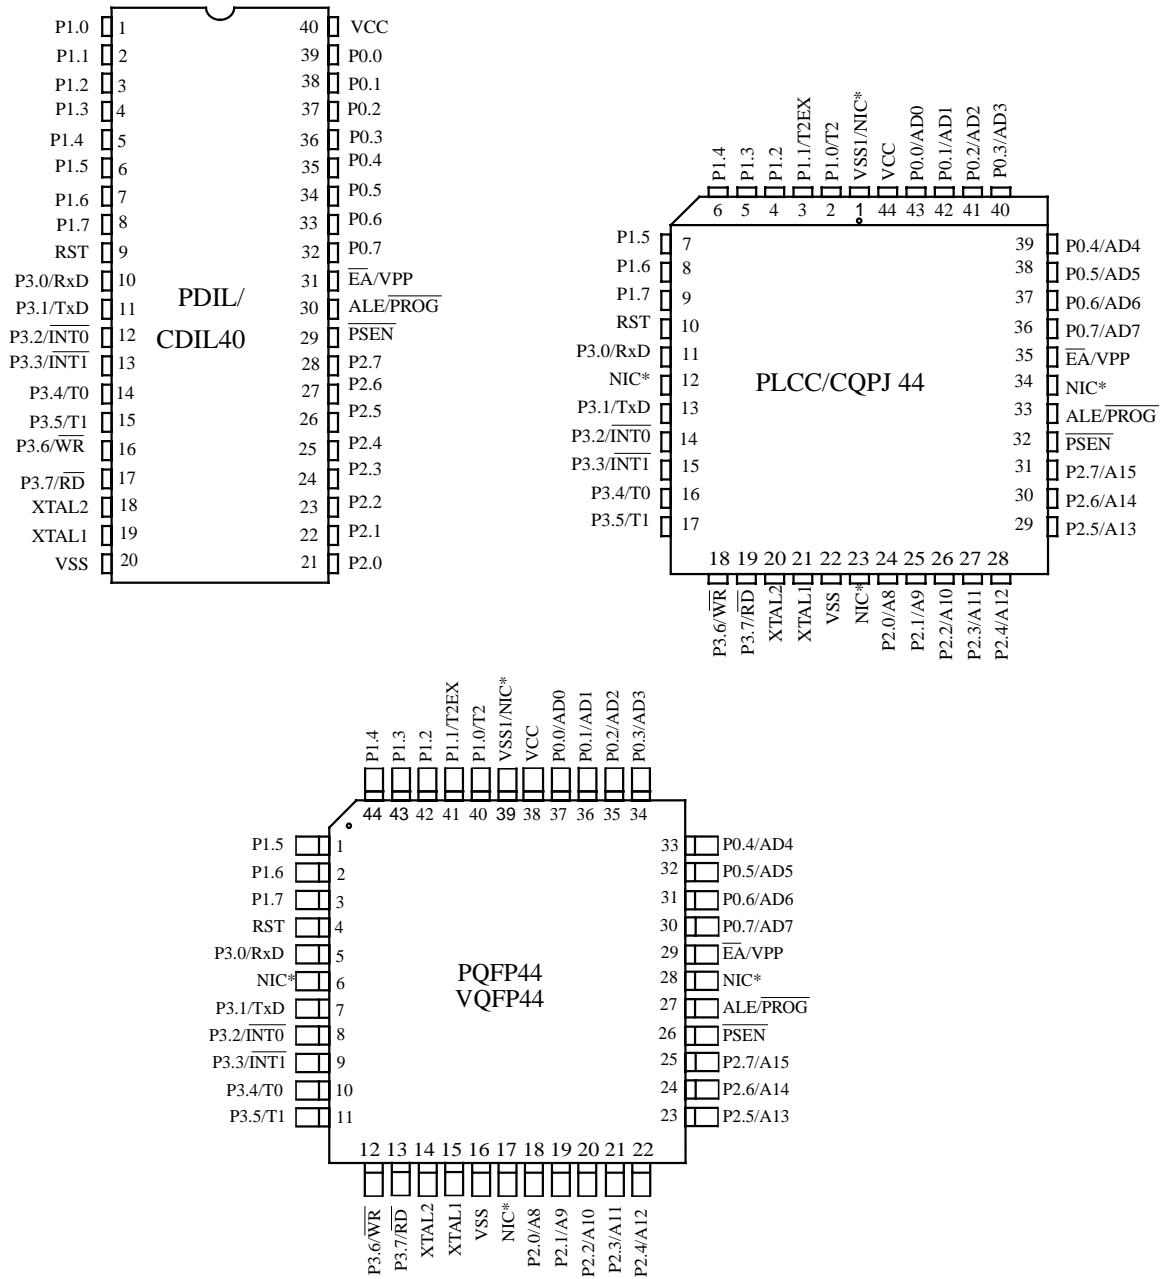 P1.0 1 40 VCC
P1.1 2 39 P0.0
P1.2 3 38 P0.1
P1.3 4 37 P0.2
P1.4 5 36 P0.3
P1.5 6 35 P0.4
P1.6 7 34 P0.5
P1.7 8 33 P0.6
RST 9 32 P0.7
P3.0/RxD 10 31 EA/VPP
P3.1/TxD 11 30 ALE/PROG
P3.2/INT0 12 29 PSEN
P3.3/INT1 13 28 P2.7
P3.4/T0 14 27 P2.6
P3.5/T1 15 26 P2.5
P3.6/WR 16 25 P2.4
P3.7/RD 17 24 P2.3
XTAL2 18 23 P2.2
XTAL1 19 22 P2.1
VSS 20 21 P2.0
PDIL/
CDIL40
P1.4 P1.3 P1.2 P1.1/T2EX P1.0/T2 VSS1/NIC* VCC P0.0/AD0 P0.1/AD1 P0.2/AD2 P0.3/AD3
6 5 4 3 2 1 44 43 42 41 40
P1.5 7 39 P0.4/AD4
P1.6 8 38 P0.5/AD5
P1.7 9 37 P0.6/AD6
RST 10 36 P0.7/AD7
P3.0/RxD 11 35 EA/VPP
NIC* 12 34 NIC*
P3.1/TxD 13 33 ALE/PROG
P3.2/INT0 14 32 PSEN
P3.3/INT1 15 31 P2.7/A15
P3.4/T0 16 30 P2.6/A14
P3.5/T1 17 29 P2.5/A13
PLCC/CQPJ 44
18 19 20 21 22 23 24 25 26 27 28
P3.6/WR P3.7/RD XTAL2 XTAL1 VSS NIC* P2.0/A8 P2.1/A9 P2.2/A10 P2.3/A11 P2.4/A12
P1.4 P1.3 P1.2 P1.1/T2EX P1.0/T2 VSS1/NIC* VCC P0.0/AD0 P0.1/AD1 P0.2/AD2 P0.3/AD3
44 43 42 41 40 39 38 37 36 35 34
P1.5 1 33 P0.4/AD4
P1.6 2 32 P0.5/AD5
P1.7 3 31 P0.6/AD6
RST 4 30 P0.7/AD7
P3.0/RxD 5 29 EA/VPP
NIC* 6 28 NIC*
P3.1/TxD 7 27 ALE/PROG
P3.2/INT0 8 26 PSEN
P3.3/INT1 9 25 P2.7/A15
P3.4/T0 10 24 P2.6/A14
P3.5/T1 11 23 P2.5/A13
PQFP44
VQFP44
12 13 14 15 16 17 18 19 20 21 22
P3.6/WR P3.7/RD XTAL2 XTAL1 VSS NIC* P2.0/A8 P2.1/A9 P2.2/A10 P2.3/A11 P2.4/A12